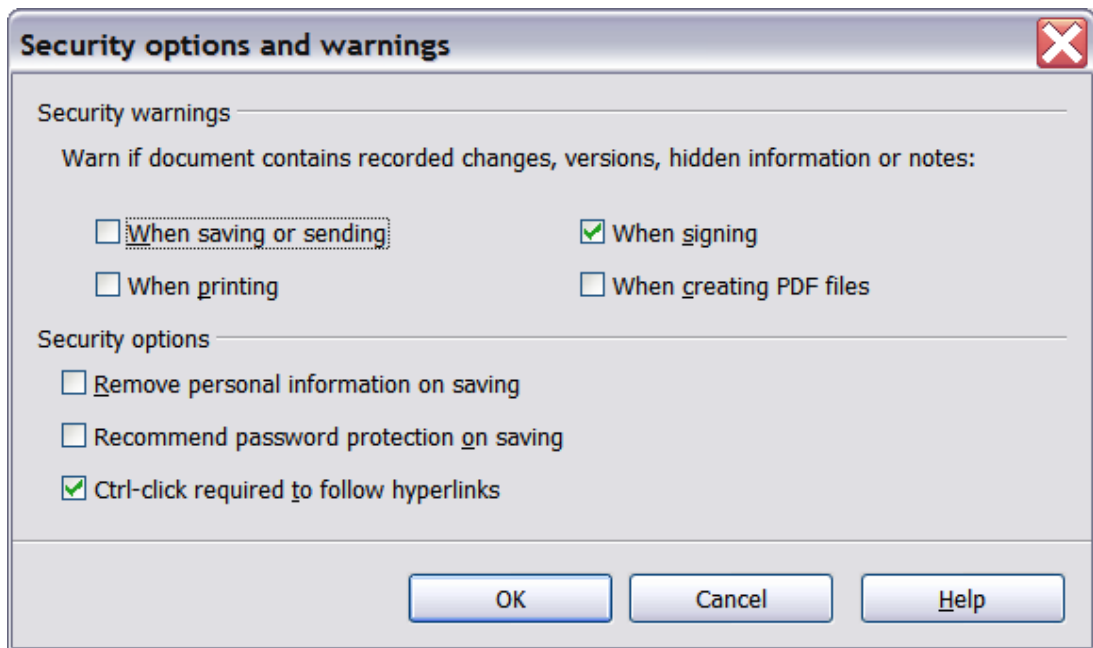 Security options and warnings
Security warnings
Warn if document contains recorded changes, versions, hidden information or notes:
When saving or sending
When signing
When printing
When creating PDF files
Security options
Remove personal information on saving
Recommend password protection on saving
Ctrl-click required to follow hyperlinks
OK
Cancel
Help